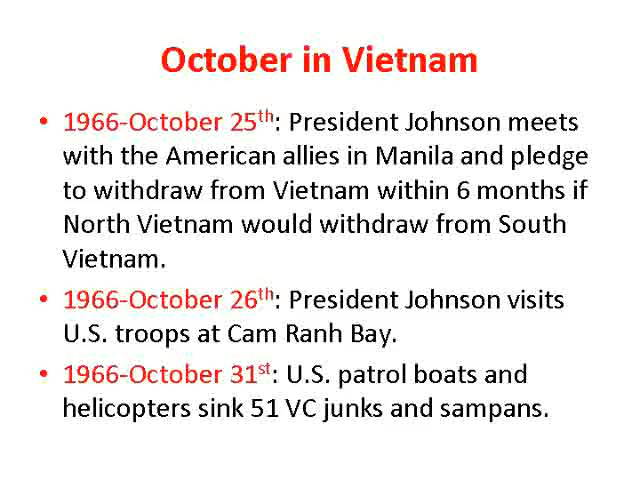 October in Vietnam
• 1966-October 25th: President Johnson meets
with the American allies in Manila and pledge
to withdraw from Vietnam within 6 months if
North Vietnam would withdraw from South
Vietnam.
• 1966-October 26th: President Johnson visits
U.S. troops at Cam Ranh Bay.
• 1966-October 31st: U.S. patrol boats and
helicopters sink 51 VC junks and sampans.